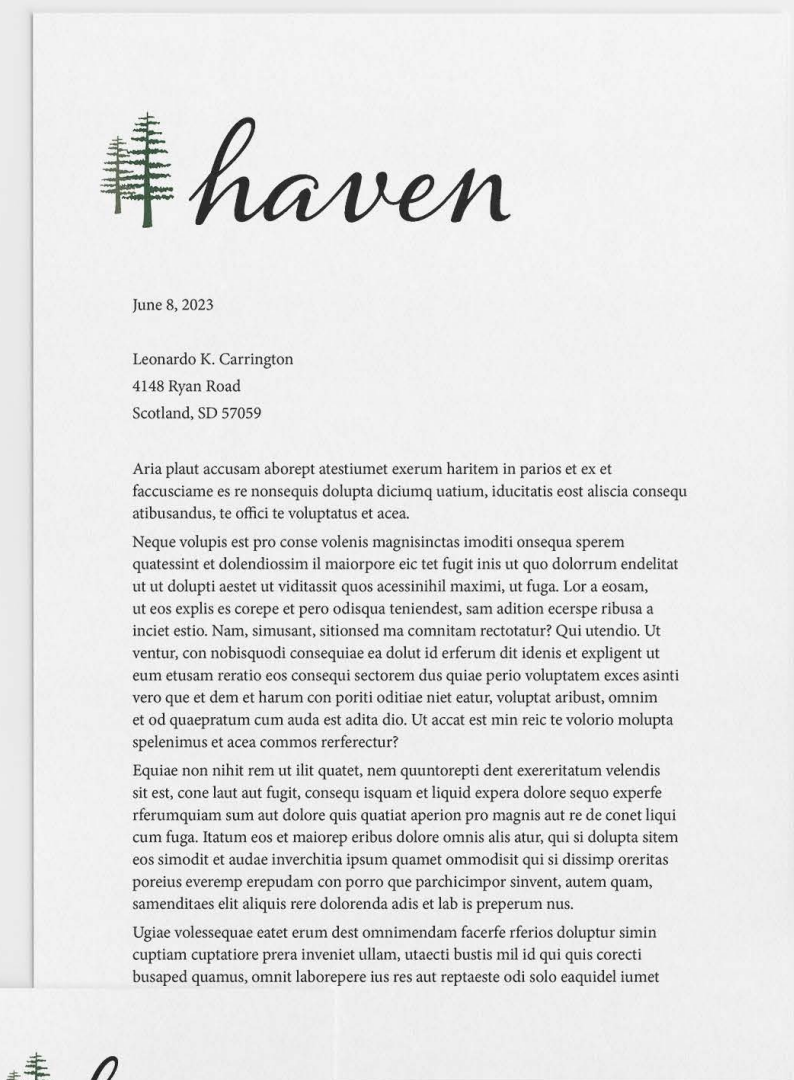 haven
June 8, 2023
Leonardo K. Carrington
4148 Ryan Road
Scotland, SD 57059
Aria plaut accusam aborept atestiumet exerum haritem in parios et ex et
faccusciame es re nonsequis dolupta diciumq uatium, iducitatis eost aliscia consequ
atibusandus, te offici te voluptatus et acea.
Neque volupis est pro conse volenis magnisinctas imoditi onsequa sperem
quatessint et dolendiossim il maiorpore eic tet fugit inis ut quo dolorrum endelitat
ut ut dolupti aestet ut viditassit quos acessinihil maximi, ut fuga. Lor a eosam,
ut eos explis es corepe et pero odisqua teniendest, sam adition ecerspe ribusa a
inciet estio. Nam, simusant, sitionsed ma comnitam rectotatur? Qui utendio. Ut
ventur, con nobisquodi consequiae ea dolut id erferum dit idenis et expligent ut
eum etusam reratio eos consequi sectorem dus quiae perio voluptatem exces asinti
vero que et dem et harum con poriti oditiae niet eatur, voluptat aribust, omnim
et od quaepratum cum auda est adita dio. Ut accat est min reic te volorio molupta
spelenimus et acea commos rerferectur?
Equiae non nihit rem ut ilit quatet, nem quuntorepti dent exereritatum velendis
sit est, cone laut aut fugit, consequ isquam et liquid expera dolore sequo experfe
rferumquiam sum aut dolore quis quatiat aperion pro magnis aut re de conet liqui
cum fuga. Itatum eos et maiorep eribus dolore omnis alis atur, qui si dolupta sitem
eos simodit et audae inverchitia ipsum quamet ommodisit qui si dissimp oreritas
poreius everemp erepudam con porro que parchicimpor sinvent, autem quam,
samenditaes elit aliquis rere dolorenda adis et lab is preperum nus.
Ugiae volessequae eatet erum dest omnimendam facerfe rferios doluptur simin
cuptiam cuptatiore prera inveniet ullam, utaecti bustis mil id qui quis corecti
busaped quamus, omnit laborepere ius res aut reptaeste odi solo eaquidel iumet